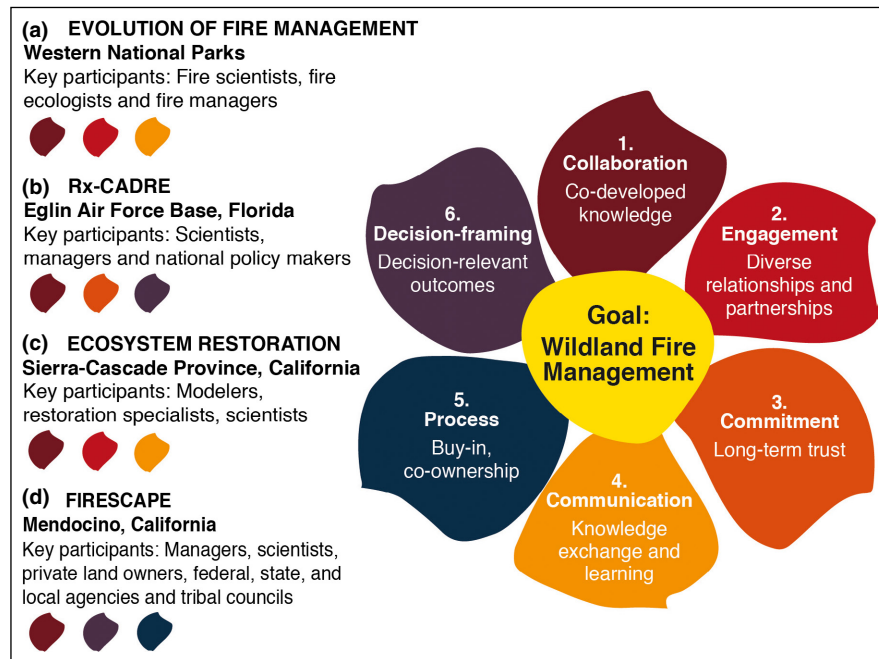 (a) EVOLUTION OF FIRE MANAGEMENT
Western National Parks
Key participants: Fire scientists, fire
ecologists and fire managers
(b) Rx-CADRE
Eglin Air Force Base, Florida
Key participants: Scientists,
managers and national policy makers
(c) ECOSYSTEM RESTORATION
Sierra-Cascade Province, California
Key participants: Modelers,
restoration specialists, scientists
(d) FIRESCAPE
Mendocino, California
Key participants: Managers, scientists,
private land owners, federal, state, and
local agencies and tribal councils
1.
Collaboration
Co-developed
knowledge
2.
Engagement
Diverse
relationships and
partnerships
3.
Commitment
Long-term trust
4.
Communication
Knowledge
exchange and
learning
5.
Process
Buy-in,
co-ownership
6.
Decision-framing
Decision-relevant
outcomes
Goal:
Wildland Fire
Management